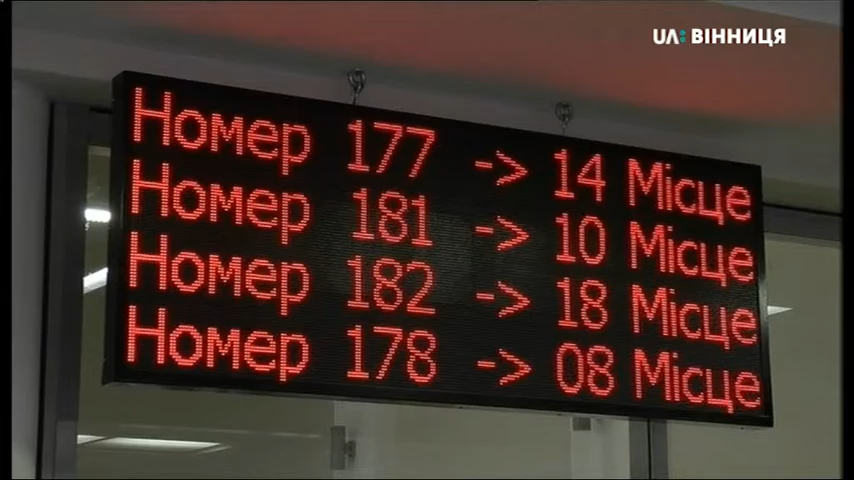 UA: ВІННИЦЯ
Номер 177 -> 14 Місце
Номер 181 -> 10 Місце
Номер 182 -> 18 Місце
Номер 178 -> 08 Місце